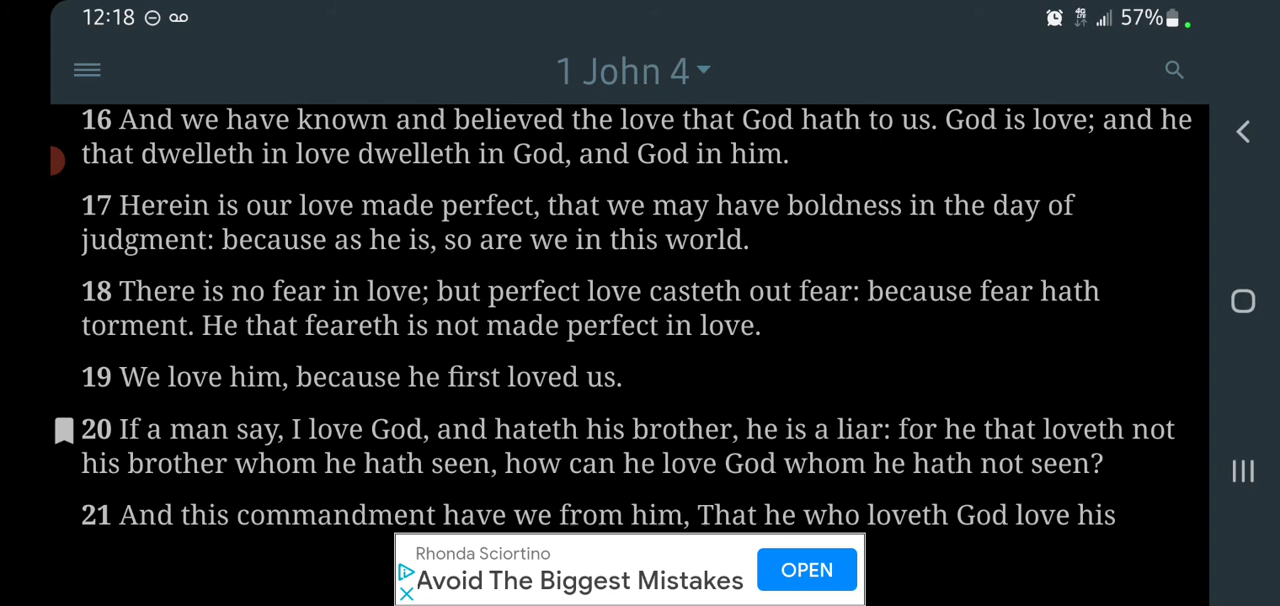 12:18
4G
57%
1 John 4
16 And we have known and believed the love that God hath to us. God is love; and he
that dwelleth in love dwelleth in God, and God in him.
17 Herein is our love made perfect, that we may have boldness in the day of
judgment: because as he is, so are we in this world.
18 There is no fear in love; but perfect love casteth out fear: because fear hath
torment. He that feareth is not made perfect in love.
19 We love him, because he first loved us.
20 If a man say, I love God, and hateth his brother, he is a liar: for he that loveth not
his brother whom he hath seen, how can he love God whom he hath not seen?
21 And this commandment have we from him, That he who loveth God love his
Rhonda Sciortino
Avoid The Biggest Mistakes
OPEN